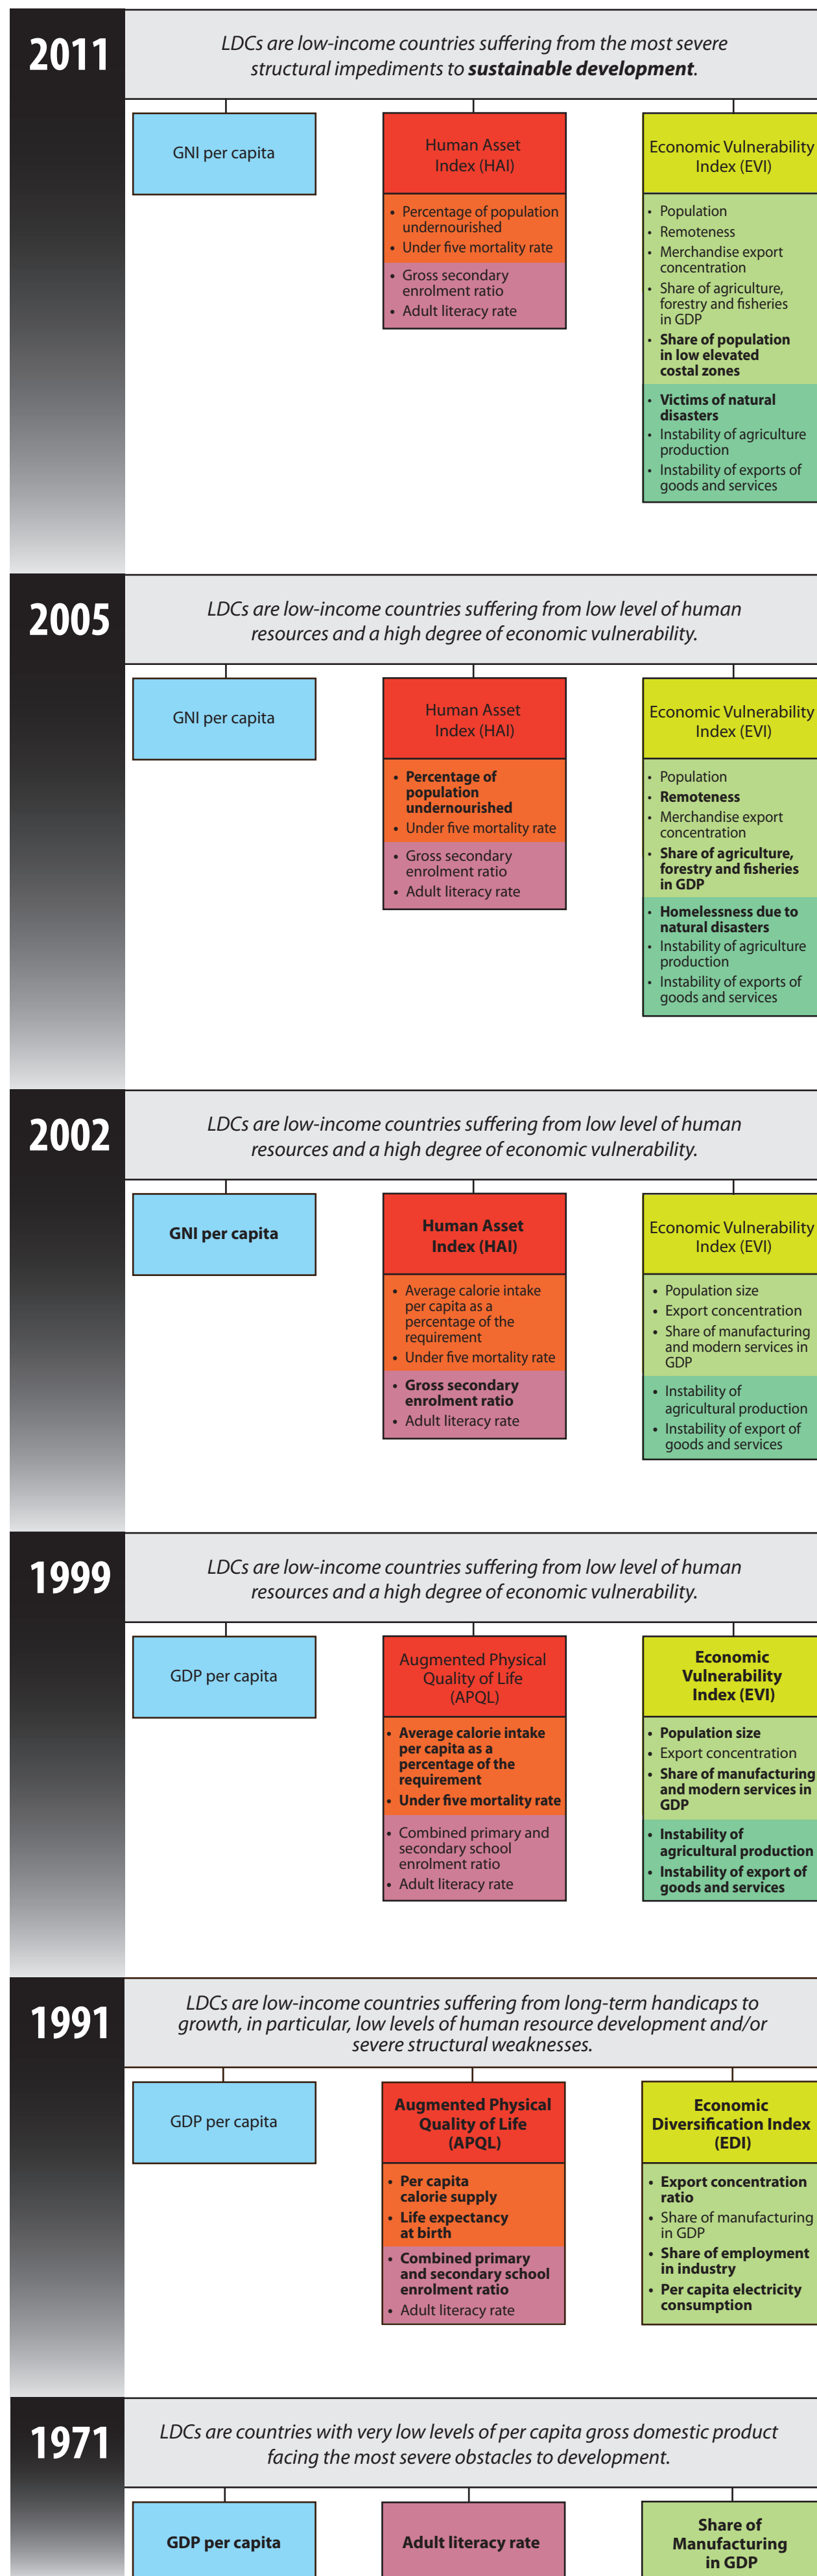 2011
LDCs are low-income countries suffering from the most severe
structural impediments to sustainable development.
GNI per capita
Human Asset
Index (HAI)
• Percentage of population
undernourished
• Under five mortality rate
• Gross secondary
enrolment ratio
• Adult literacy rate
Economic Vulnerability
Index (EVI)
• Population
• Remoteness
• Merchandise export
concentration
• Share of agriculture,
forestry and fisheries
in GDP
• Share of population
in low elevated
costal zones
• Victims of natural
disasters
• Instability of agriculture
production
• Instability of exports of
goods and services
2005
LDCs are low-income countries suffering from low level of human
resources and a high degree of economic vulnerability.
GNI per capita
Human Asset
Index (HAI)
• Percentage of
population
undernourished
• Under five mortality rate
• Gross secondary
enrolment ratio
• Adult literacy rate
Economic Vulnerability
Index (EVI)
• Population
• Remoteness
• Merchandise export
concentration
• Share of agriculture,
forestry and fisheries
in GDP
• Homelessness due to
natural disasters
• Instability of agriculture
production
• Instability of exports of
goods and services
2002
LDCs are low-income countries suffering from low level of human
resources and a high degree of economic vulnerability.
GNI per capita
Human Asset
Index (HAI)
• Average calorie intake
per capita as a
percentage of the
requirement
• Under five mortality rate
• Gross secondary
enrolment ratio
• Adult literacy rate
Economic Vulnerability
Index (EVI)
• Population size
• Export concentration
• Share of manufacturing
and modern services in
GDP
• Instability of
agricultural production
• Instability of export of
goods and services
1999
LDCs are low-income countries suffering from low level of human
resources and a high degree of economic vulnerability.
GDP per capita
Augmented Physical
Quality of Life
(APQL)
• Average calorie intake
per capita as a
percentage of the
requirement
• Under five mortality rate
• Combined primary and
secondary school
enrolment ratio
• Adult literacy rate
Economic
Vulnerability
Index (EVI)
• Population size
• Export concentration
• Share of manufacturing
and modern services in
GDP
• Instability of
agricultural production
• Instability of export of
goods and services
1991
LDCs are low-income countries suffering from long-term handicaps to
growth, in particular, low levels of human resource development and/or
severe structural weaknesses.
GDP per capita
Augmented Physical
Quality of Life
(APQL)
• Per capita
calorie supply
• Life expectancy
at birth
• Combined primary
and secondary school
enrolment ratio
• Adult literacy rate
Economic
Diversification Index
(EDI)
• Export concentration
ratio
• Share of manufacturing
in GDP
• Share of employment
in industry
• Per capita electricity
consumption
1971
LDCs are countries with very low levels of per capita gross domestic product
facing the most severe obstacles to development.
GDP per capita
Adult literacy rate
Share of
Manufacturing
in GDP